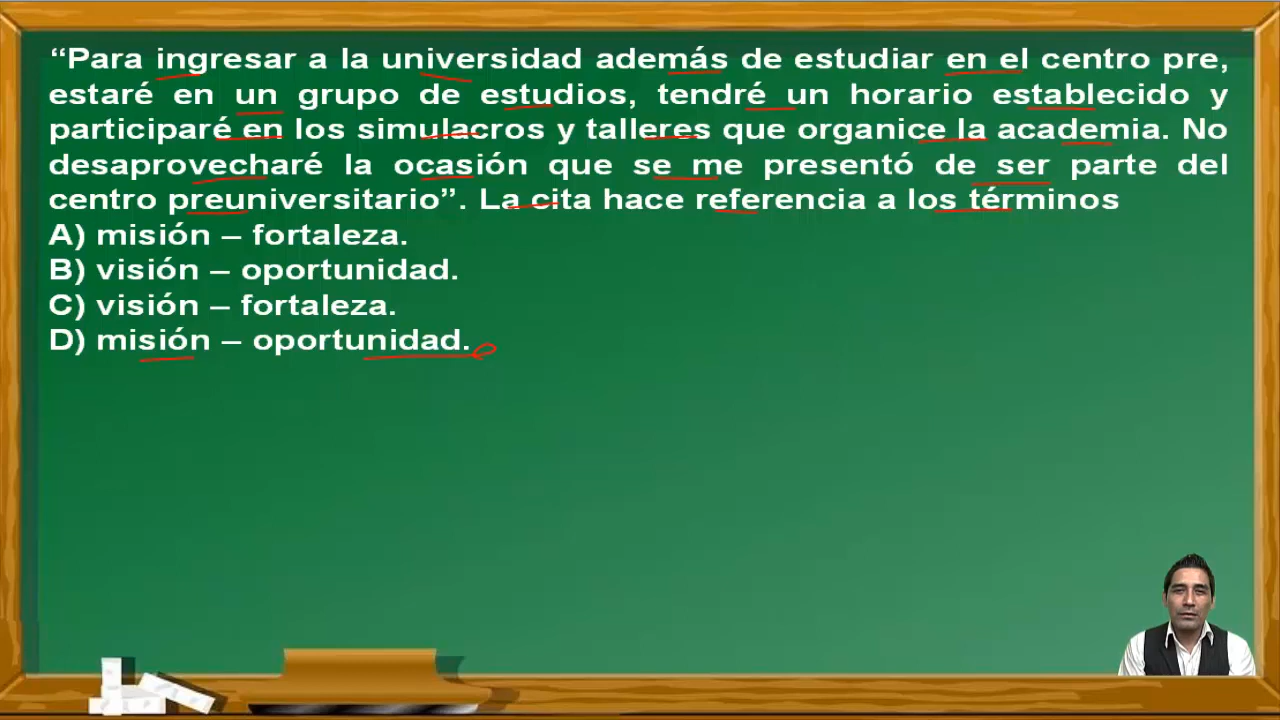 “Para ingresar a la universidad además de estudiar en el centro pre,
estaré en un grupo de estudios, tendré un horario establecido y
participaré en los simulacros y talleres que organice la academia. No
desaprovecharé la ocasión que se me presentó de ser parte del
centro preuniversitario”. La cita hace referencia a los términos
A) misión – fortaleza.
B) visión – oportunidad.
C) visión – fortaleza.
D) misión – oportunidad.